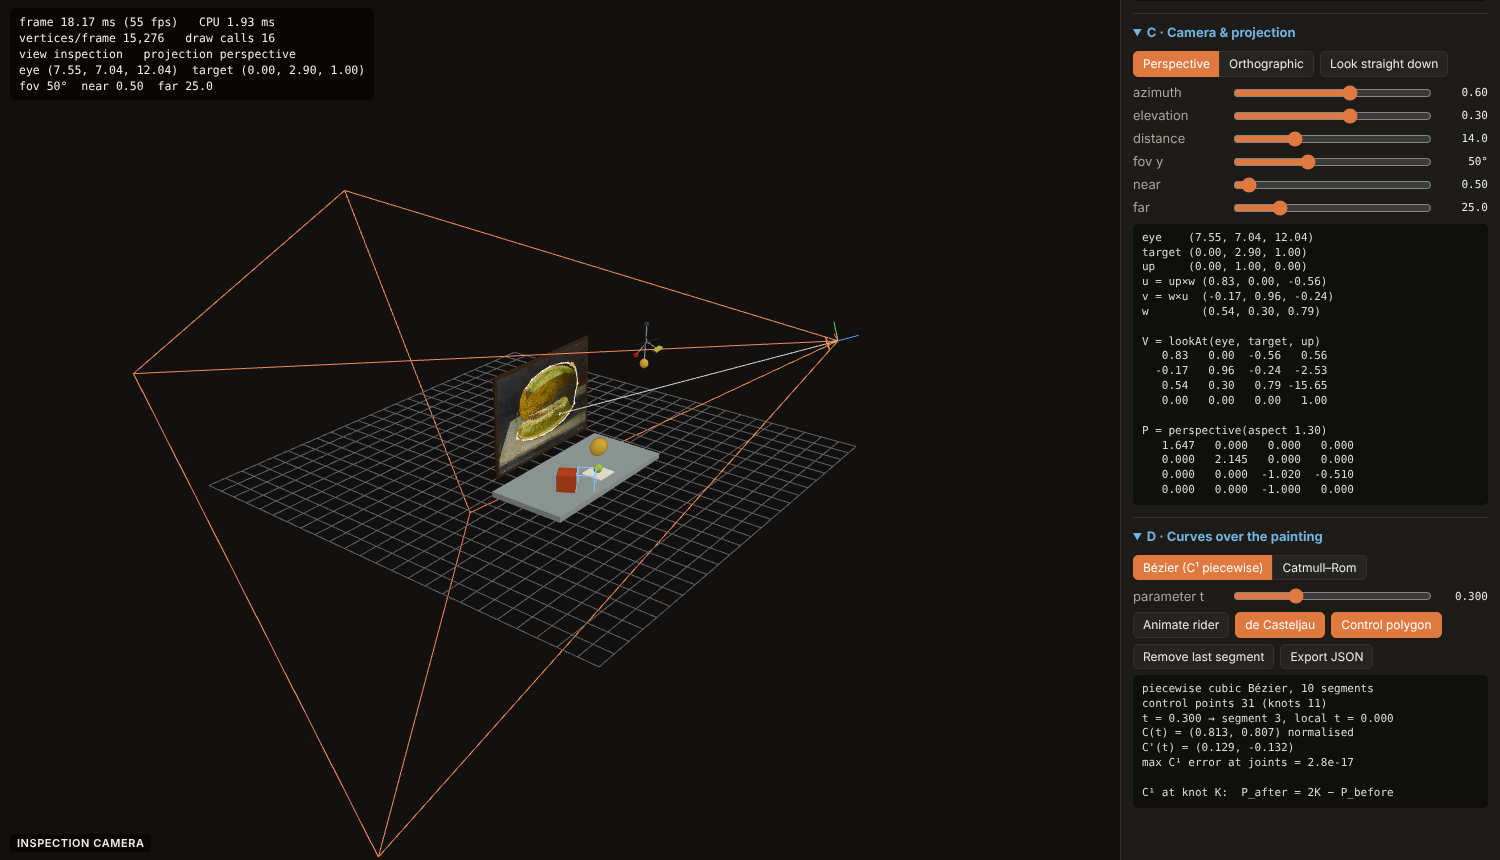 frame 18.17 ms (55 fps)   CPU 1.93 ms
vertices/frame 15,276   draw calls 16
view inspection   projection perspective
eye (7.55, 7.04, 12.04)  target (0.00, 2.90, 1.00)
fov 50°  near 0.50  far 25.0
INSPECTION CAMERA
▼ C · Camera & projection
Perspective Orthographic Look straight down
azimuth 0.60
elevation 0.30
distance 14.0
fov y 50°
near 0.50
far 25.0
eye    (7.55, 7.04, 12.04)
target (0.00, 2.90, 1.00)
up     (0.00, 1.00, 0.00)
u = up×w (0.83, 0.00, -0.56)
v = w×u  (-0.17, 0.96, -0.24)
w        (0.54, 0.30, 0.79)
V = lookAt(eye, target, up)
0.83   0.00  -0.56   0.56
-0.17   0.96  -0.24  -2.53
0.54   0.30   0.79 -15.65
0.00   0.00   0.00   1.00
P = perspective(aspect 1.30)
1.647   0.000   0.000   0.000
0.000   2.145   0.000   0.000
0.000   0.000  -1.020  -0.510
0.000   0.000  -1.000   0.000
▼ D · Curves over the painting
Bézier (C¹ piecewise) Catmull–Rom
parameter t 0.300
Animate rider de Casteljau Control polygon
Remove last segment Export JSON
piecewise cubic Bézier, 10 segments
control points 31 (knots 11)
t = 0.300 → segment 3, local t = 0.000
C(t) = (0.813, 0.807) normalised
C'(t) = (0.129, -0.132)
max C¹ error at joints = 2.8e-17
C¹ at knot K:  P_after = 2K − P_before